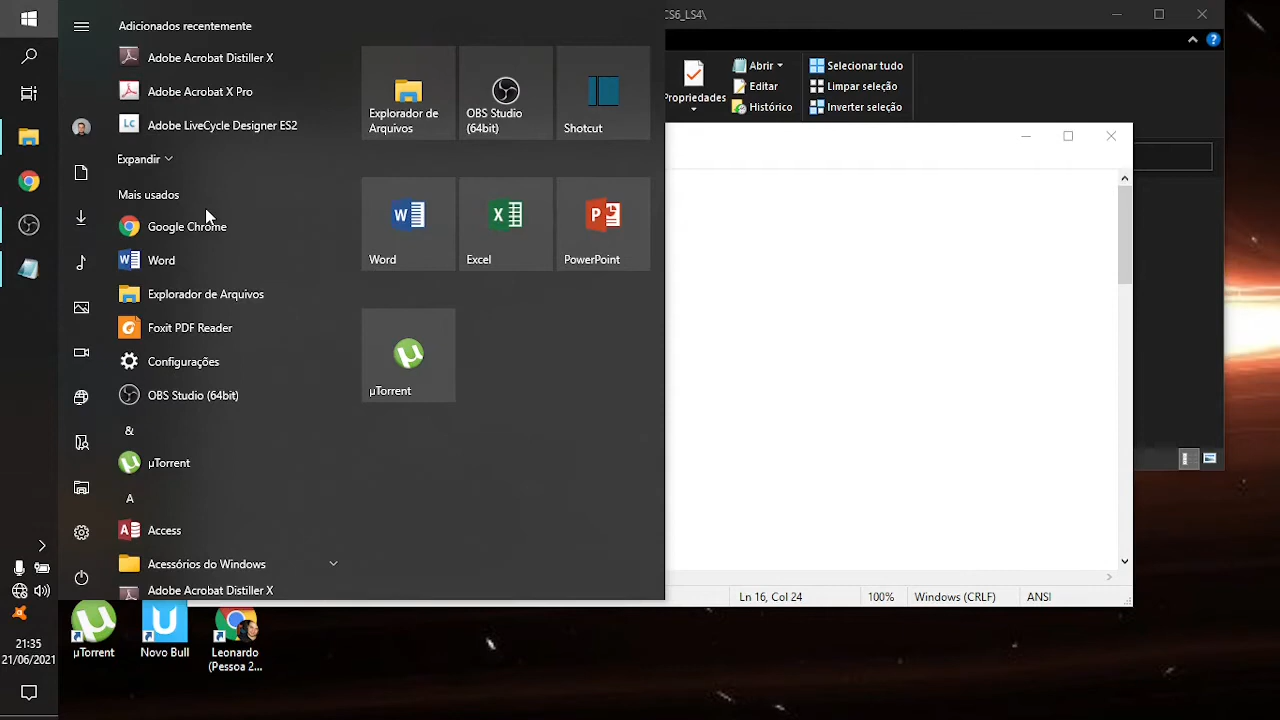 Adicionados recentemente
Adobe Acrobat Distiller X
Adobe Acrobat X Pro
Adobe LiveCycle Designer ES2
Expandir
Mais usados
Google Chrome
Word
Explorador de Arquivos
Foxit PDF Reader
Configurações
OBS Studio (64bit)
&
µTorrent
A
Access
Acessórios do Windows
Adobe Acrobat Distiller X
Explorador de
Arquivos
OBS Studio
(64bit)
Shotcut
Word
Excel
PowerPoint
µTorrent
CS6_LS4\
Propriedades
Abrir
Editar
Histórico
Selecionar tudo
Limpar seleção
Inverter seleção
Ln 16, Col 24
100%
Windows (CRLF)
ANSI
µTorrent
Novo Bull
Leonardo
(Pessoa 2...
21:35
21/06/2021